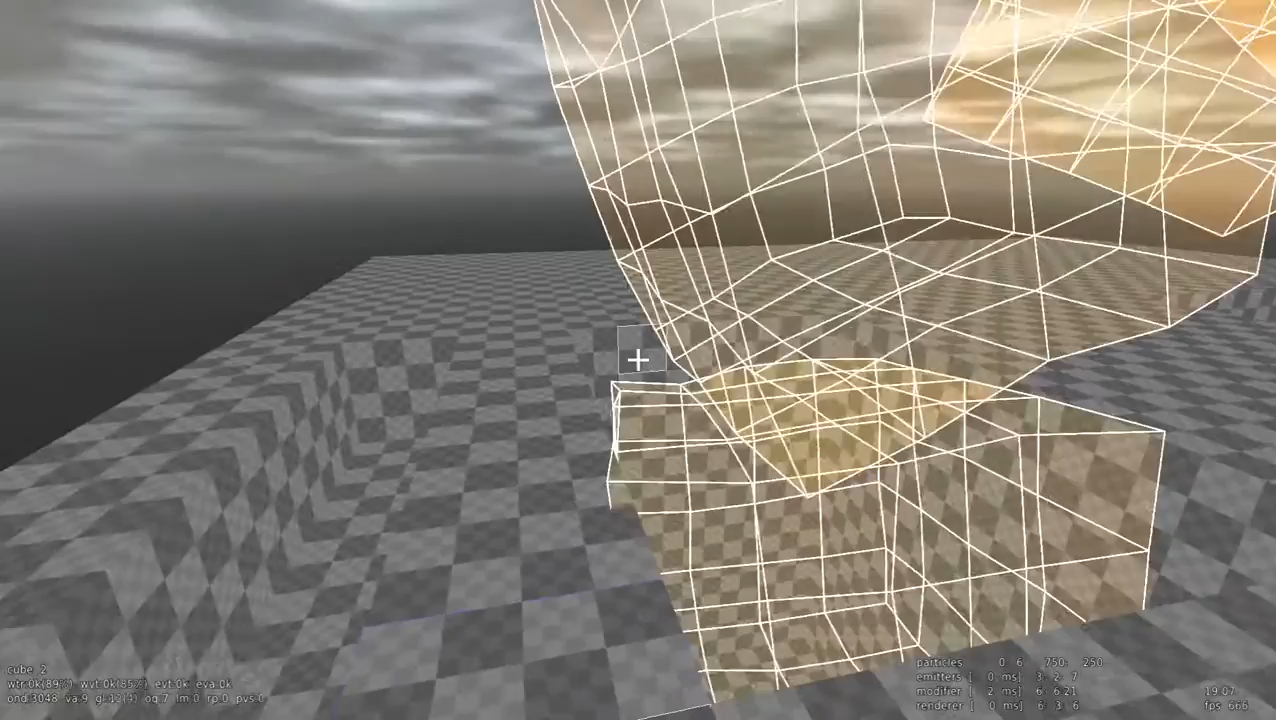 cube 2
wtr:0k(89%) wvt:0k(85%) evt:0k eva:0k
ond:3048 va:9 gl:12(4) oq:7 lm:0 rp:0 pvs:0
particles 0: 6 750: 250
emitters [ 0 ms] 3: 2: 7
modifier [ 2 ms] 6: 6:21
renderer [ 0 ms] 6: 3: 6
19:07
fps 666